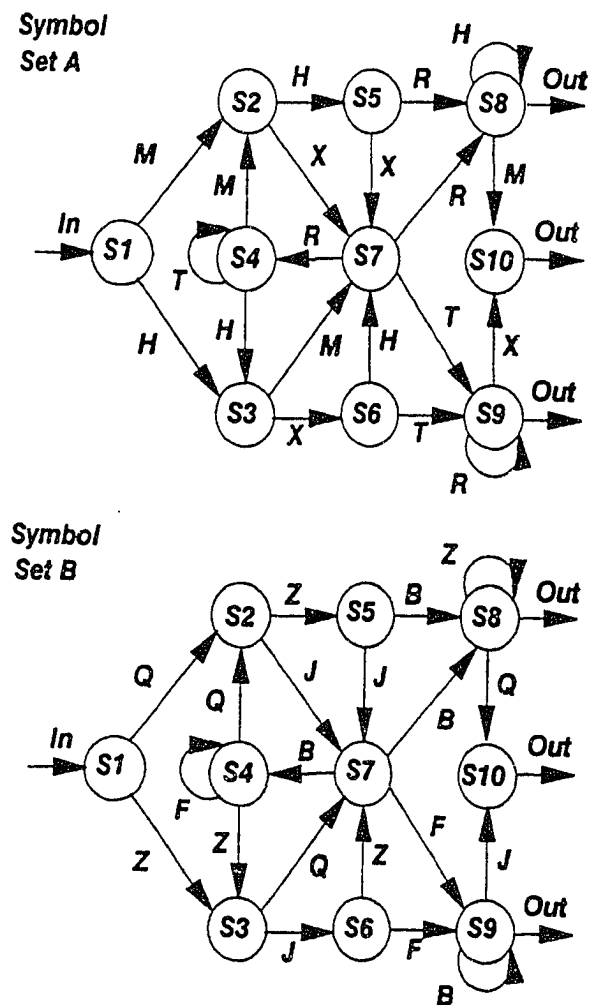 Symbol
Set A
H
H
R
Out
S2
S5
S8
M
X
X
M
R
M
In
S1
S4
R
S7
S10
Out
T
H
H
M
H
T
X
Out
S3
X
S6
T
S9
R
Symbol
Set B
Z
Z
B
Out
S2
S5
S8
Q
J
J
Q
B
Q
In
S1
S4
B
S7
S10
Out
F
Z
Z
Q
Z
F
J
Out
S3
J
S6
F
S9
B